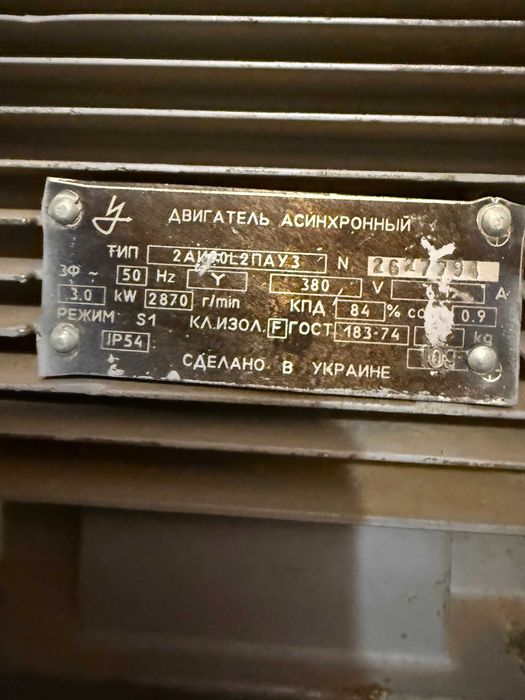 ДВИГАТЕЛЬ АСИНХРОННЫЙ
ТИП 2АИ90L2ПАУ3 N
3Ф ~ 50 Hz Y 380 V А
3.0 kW 2870 r/min КПД 84 % 0.9
РЕЖИМ S1 КЛ.ИЗОЛ. F ГОСТ 183-74 kg
IP54 СДЕЛАНО В УКРАИНЕ